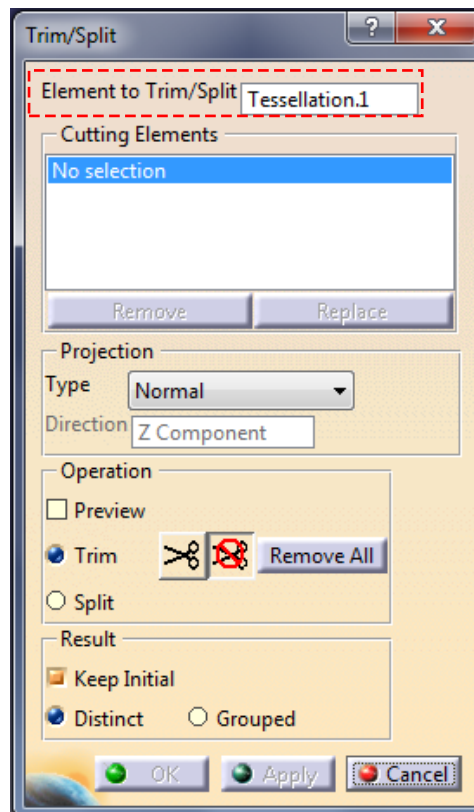 Trim/Split ? X
Element to Trim/Split Tessellation.1
Cutting Elements
No selection
Remove Replace
Projection
Type Normal
Direction Z Component
Operation
Preview
Trim Remove All
Split
Result
Keep Initial
Distinct Grouped
OK Apply Cancel